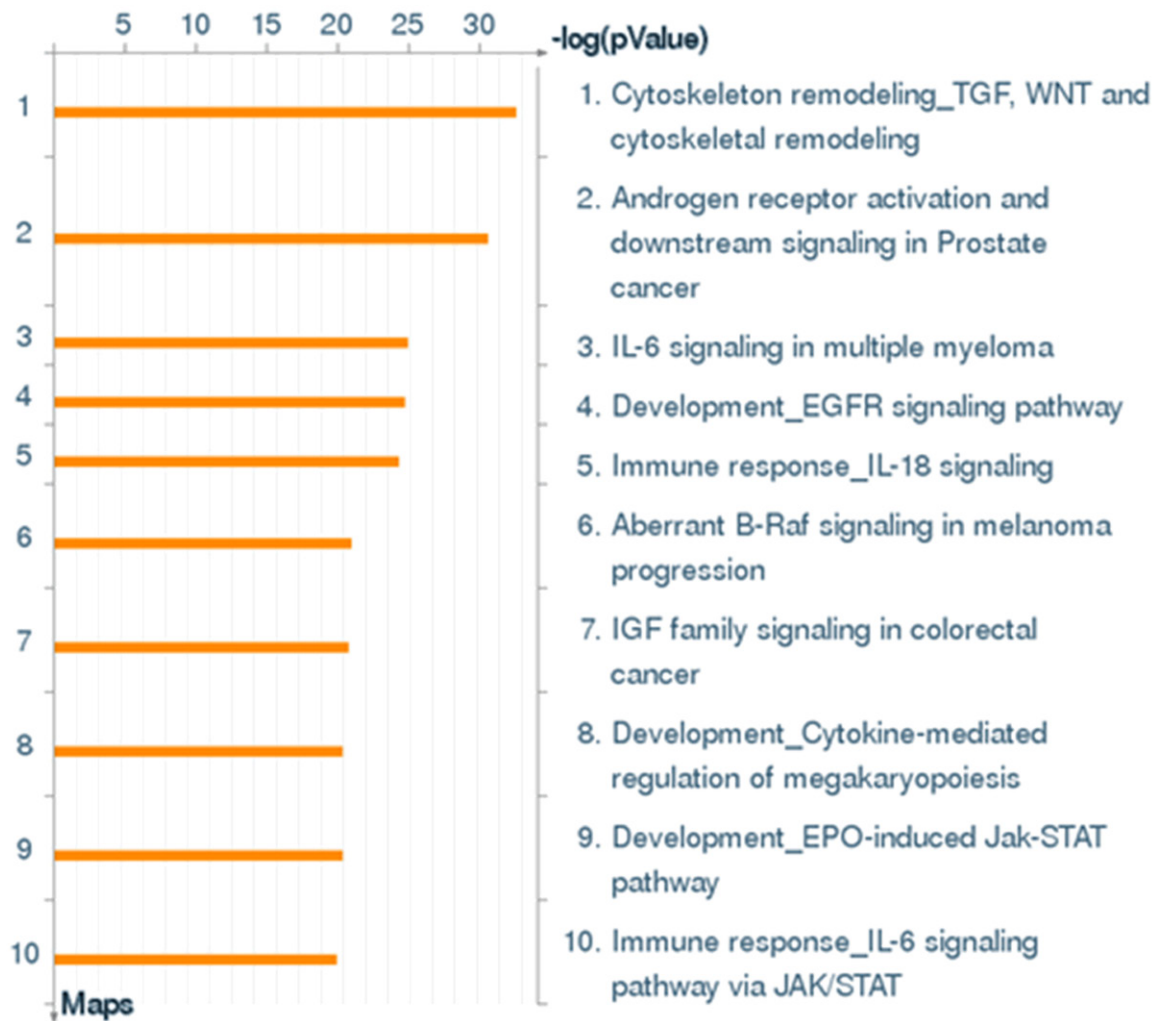 5 10 15 20 25 30
-log(pValue)
1
1. Cytoskeleton remodeling_TGF, WNT and
cytoskeletal remodeling
2
2. Androgen receptor activation and
downstream signaling in Prostate
cancer
3
3. IL-6 signaling in multiple myeloma
4
4. Development_EGFR signaling pathway
5
5. Immune response_IL-18 signaling
6
6. Aberrant B-Raf signaling in melanoma
progression
7
7. IGF family signaling in colorectal
cancer
8
8. Development_Cytokine-mediated
regulation of megakaryopoiesis
9
9. Development_EPO-induced Jak-STAT
pathway
10
10. Immune response_IL-6 signaling
pathway via JAK/STAT
Maps